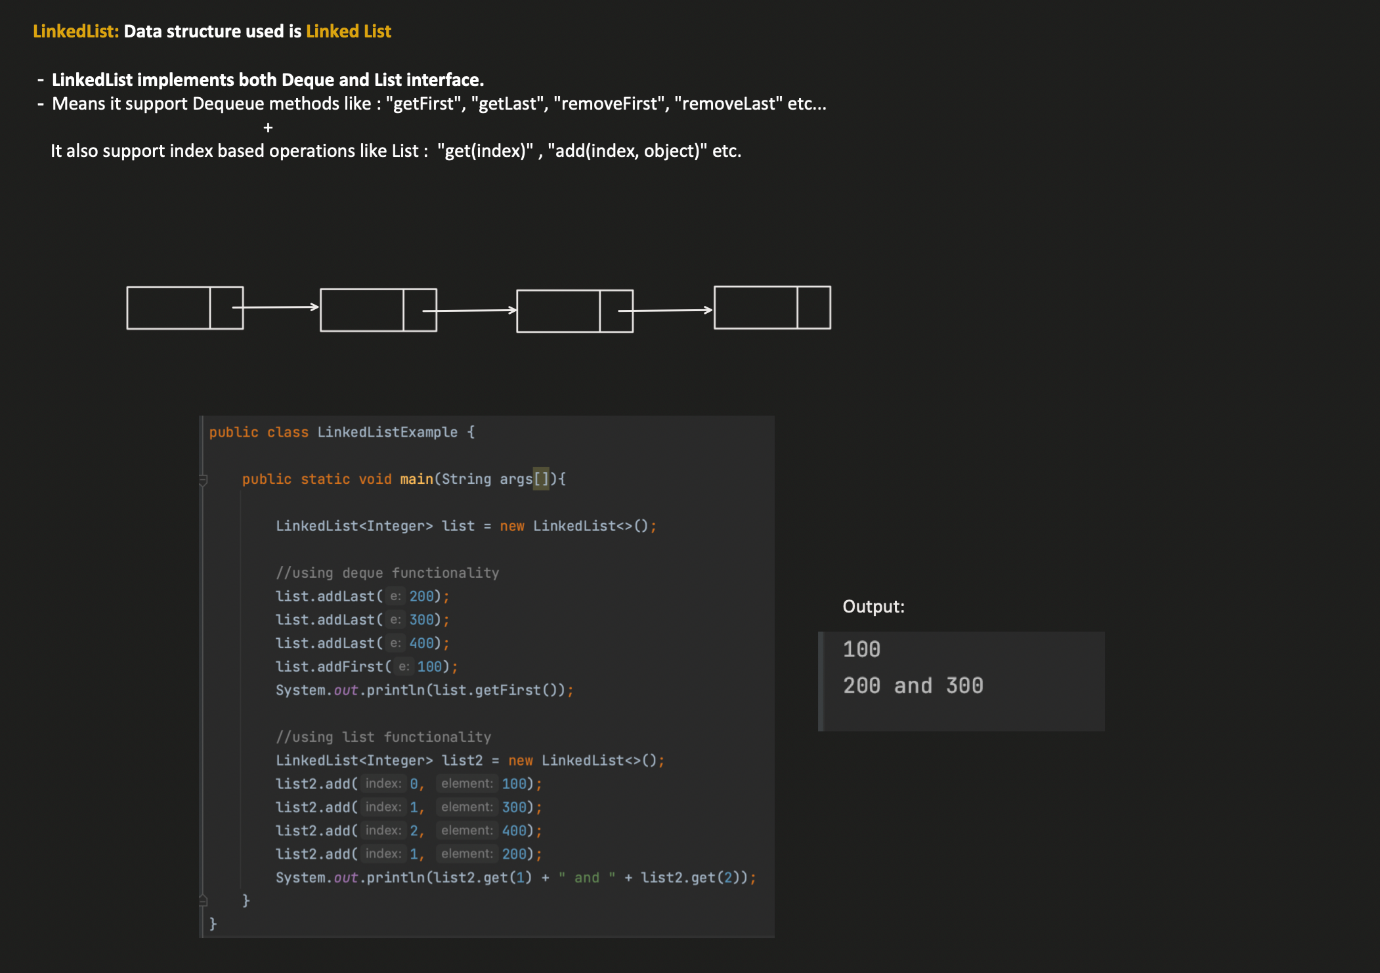 LinkedList: Data structure used is Linked List
- LinkedList implements both Deque and List interface.
- Means it support Dequeue methods like : "getFirst", "getLast", "removeFirst", "removeLast" etc...
+
It also support index based operations like List :  "get(index)" , "add(index, object)" etc.
public class LinkedListExample {
public static void main(String args[]){
LinkedList<Integer> list = new LinkedList<>();
//using deque functionality
list.addLast( e: 200);
list.addLast( e: 300);
list.addLast( e: 400);
list.addFirst( e: 100);
System.out.println(list.getFirst());
//using list functionality
LinkedList<Integer> list2 = new LinkedList<>();
list2.add( index: 0, element: 100);
list2.add( index: 1, element: 300);
list2.add( index: 2, element: 400);
list2.add( index: 1, element: 200);
System.out.println(list2.get(1) + " and " + list2.get(2));
}
}
Output:
100
200 and 300